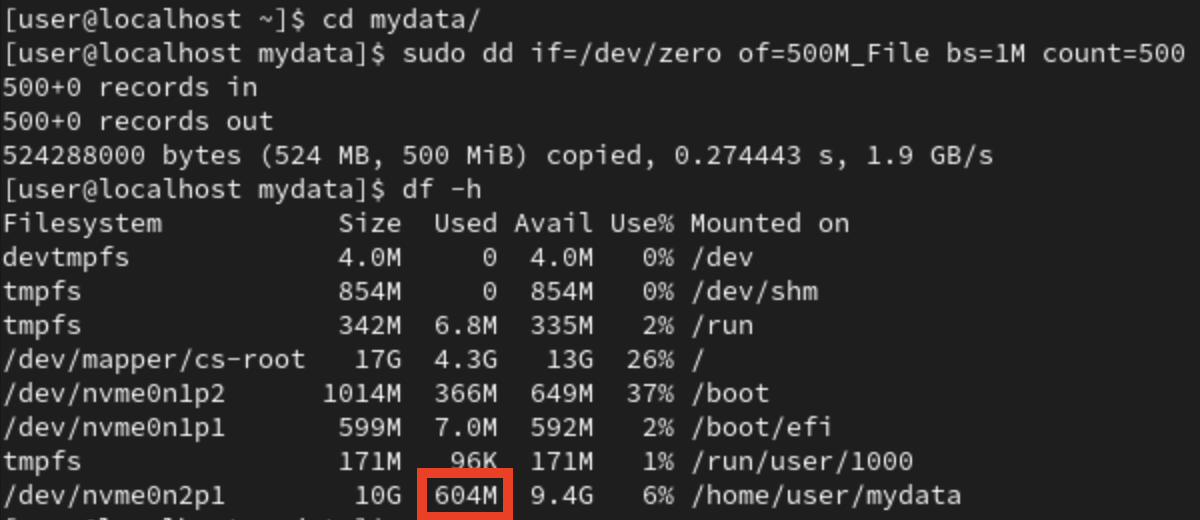 [user@localhost ~]$ cd mydata/
[user@localhost mydata]$ sudo dd if=/dev/zero of=500M_File bs=1M count=500
500+0 records in
500+0 records out
524288000 bytes (524 MB, 500 MiB) copied, 0.274443 s, 1.9 GB/s
[user@localhost mydata]$ df -h
Filesystem           Size  Used Avail Use% Mounted on
devtmpfs             4.0M     0  4.0M   0% /dev
tmpfs                854M     0  854M   0% /dev/shm
tmpfs                342M  6.8M  335M   2% /run
/dev/mapper/cs-root   17G  4.3G   13G  26% /
/dev/nvme0n1p2      1014M  366M  649M  37% /boot
/dev/nvme0n1p1       599M  7.0M  592M   2% /boot/efi
tmpfs                171M   96K  171M   1% /run/user/1000
/dev/nvme0n2p1        10G  604M  9.4G   6% /home/user/mydata